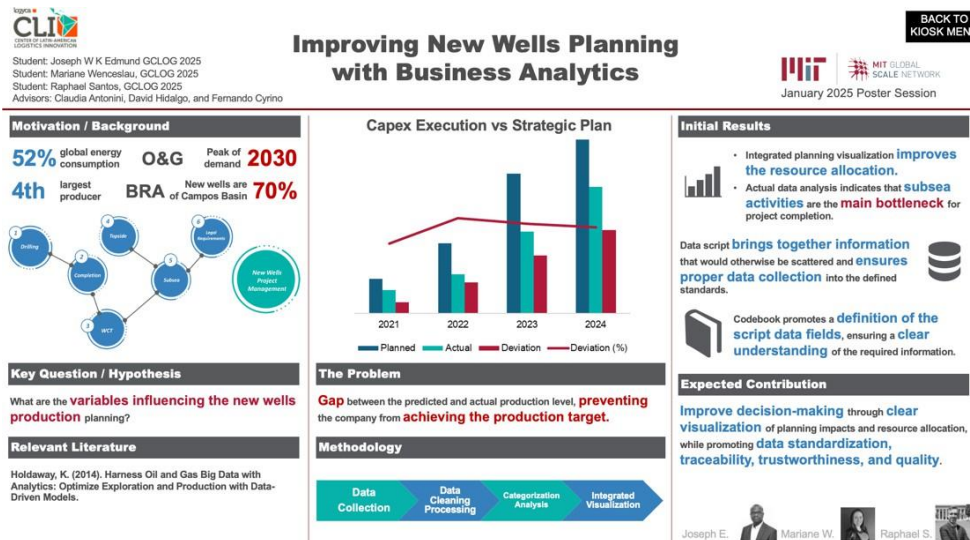 logyca
CLI
CENTER OF LATIN-AMERICAN
LOGISTICS INNOVATION
Student: Joseph W K Edmund GCLOG 2025
Student: Mariane Wenceslau, GCLOG 2025
Student: Raphael Santos, GCLOG 2025
Advisors: Claudia Antonini, David Hidalgo, and Fernando Cyrino
Improving New Wells Planning
with Business Analytics
BACK TO
KIOSK MEN
MIT GLOBAL
SCALE NETWORK
January 2025 Poster Session
Motivation / Background
52% global energy consumption O&G Peak of demand 2030
4th largest producer BRA New wells are of Campos Basin 70%
1
Drilling
2
Completion
3
WCT
4
Topside
5
Subsea
6
Legal
Requirements
New Wells
Project
Management
Key Question / Hypothesis
What are the variables influencing the new wells
production planning?
Relevant Literature
Holdaway, K. (2014). Harness Oil and Gas Big Data with
Analytics: Optimize Exploration and Production with Data-
Driven Models.
Capex Execution vs Strategic Plan
2021 2022 2023 2024
Planned Actual Deviation Deviation (%)
The Problem
Gap between the predicted and actual production level, preventing
the company from achieving the production target.
Methodology
Data
Collection
Data
Cleaning
Processing
Categorization
Analysis
Integrated
Visualization
Initial Results
• Integrated planning visualization improves
the resource allocation.
• Actual data analysis indicates that subsea
activities are the main bottleneck for
project completion.
Data script brings together information
that would otherwise be scattered and ensures
proper data collection into the defined
standards.
Codebook promotes a definition of the
script data fields, ensuring a clear
understanding of the required information.
Expected Contribution
Improve decision-making through clear
visualization of planning impacts and resource allocation,
while promoting data standardization,
traceability, trustworthiness, and quality.
Joseph E. Mariane W. Raphael S.